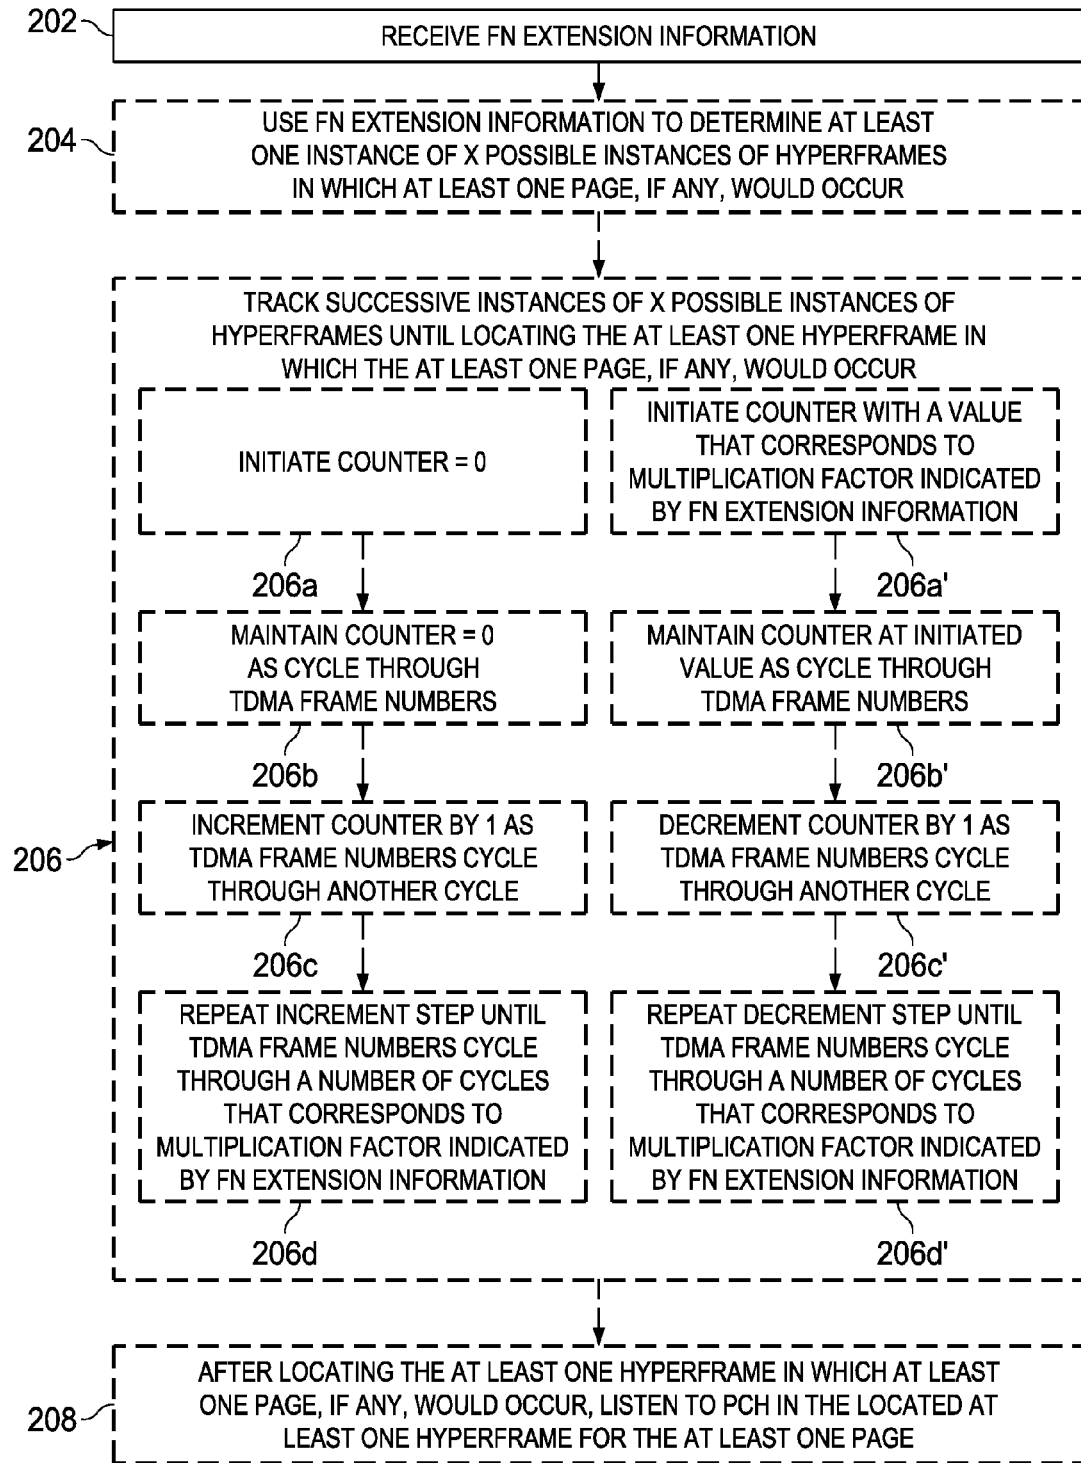 202
RECEIVE FN EXTENSION INFORMATION
204
USE FN EXTENSION INFORMATION TO DETERMINE AT LEAST
ONE INSTANCE OF X POSSIBLE INSTANCES OF HYPERFRAMES
IN WHICH AT LEAST ONE PAGE, IF ANY, WOULD OCCUR
206
TRACK SUCCESSIVE INSTANCES OF X POSSIBLE INSTANCES OF
HYPERFRAMES UNTIL LOCATING THE AT LEAST ONE HYPERFRAME IN
WHICH THE AT LEAST ONE PAGE, IF ANY, WOULD OCCUR
INITIATE COUNTER = 0
206a
MAINTAIN COUNTER = 0
AS CYCLE THROUGH
TDMA FRAME NUMBERS
206b
INCREMENT COUNTER BY 1 AS
TDMA FRAME NUMBERS CYCLE
THROUGH ANOTHER CYCLE
206c
REPEAT INCREMENT STEP UNTIL
TDMA FRAME NUMBERS CYCLE
THROUGH A NUMBER OF CYCLES
THAT CORRESPONDS TO
MULTIPLICATION FACTOR INDICATED
BY FN EXTENSION INFORMATION
206d
INITIATE COUNTER WITH A VALUE
THAT CORRESPONDS TO
MULTIPLICATION FACTOR INDICATED
BY FN EXTENSION INFORMATION
206a'
MAINTAIN COUNTER AT INITIATED
VALUE AS CYCLE THROUGH
TDMA FRAME NUMBERS
206b'
DECREMENT COUNTER BY 1 AS
TDMA FRAME NUMBERS CYCLE
THROUGH ANOTHER CYCLE
206c'
REPEAT DECREMENT STEP UNTIL
TDMA FRAME NUMBERS CYCLE
THROUGH A NUMBER OF CYCLES
THAT CORRESPONDS TO
MULTIPLICATION FACTOR INDICATED
BY FN EXTENSION INFORMATION
206d'
208
AFTER LOCATING THE AT LEAST ONE HYPERFRAME IN WHICH AT LEAST
ONE PAGE, IF ANY, WOULD OCCUR, LISTEN TO PCH IN THE LOCATED AT
LEAST ONE HYPERFRAME FOR THE AT LEAST ONE PAGE